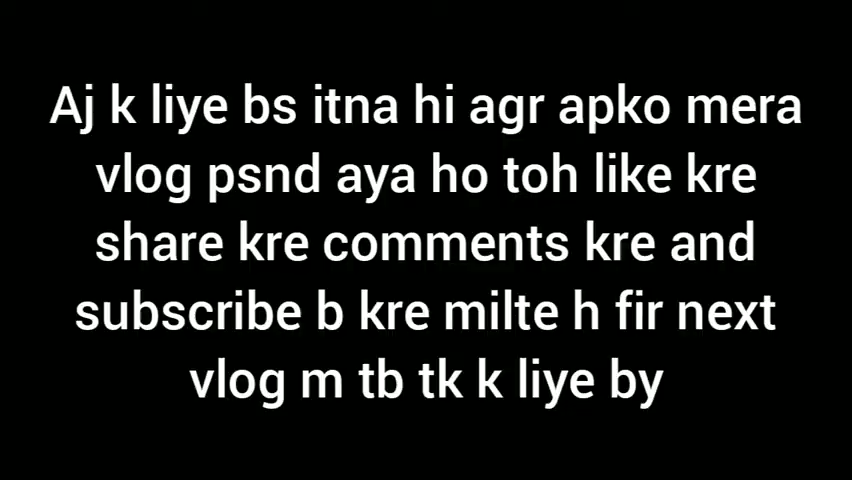 Aj k liye bs itna hi agr apko mera
vlog psnd aya ho toh like kre
share kre comments kre and
subscribe b kre milte h fir next
vlog m tb tk k liye by